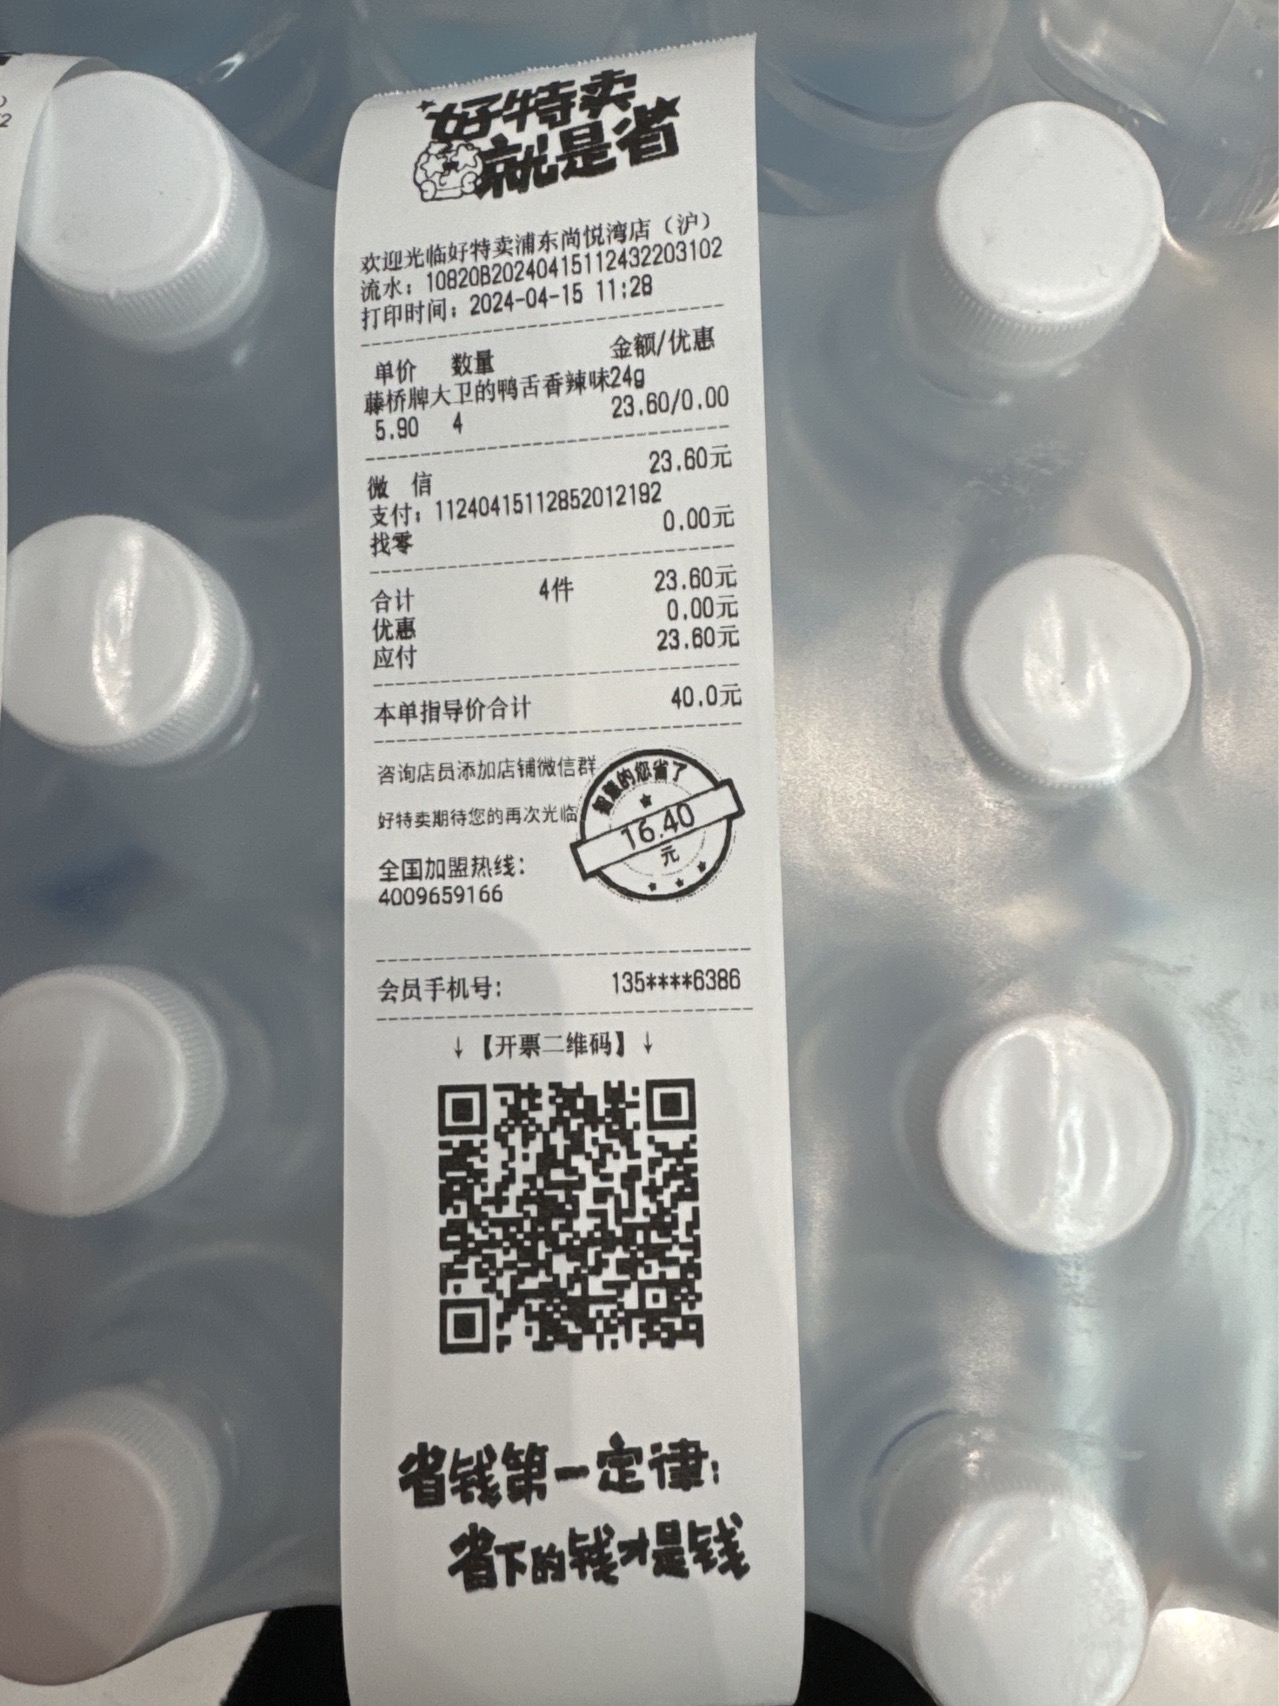 好特卖
就是省
欢迎光临好特卖浦东尚悦湾店（沪）
流水：10820B20240415112432203102
打印时间：2024-04-15 11:28
单价 数量 金额/优惠
藤桥牌大卫的鸭舌香辣味24g
5.90 4 23.60/0.00
微 信 23.60元
支付：11240415112852012192
找零 0.00元
合计 4件 23.60元
优惠 0.00元
应付 23.60元
本单指导价合计 40.0元
咨询店员添加店铺微信群
好特卖期待您的再次光临
智慧的您省了
16.40
元
全国加盟热线：
4009659166
会员手机号： 135****6386
↓【开票二维码】↓
省钱第一定律：
省下的钱才是钱